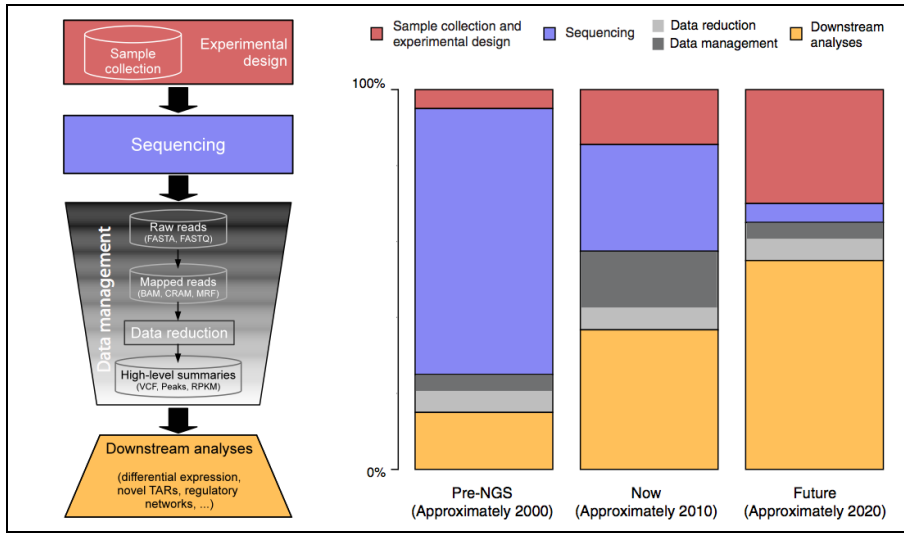 Sample
collection
Experimental
design
Sequencing
Data management
Raw reads
(FASTA, FASTQ)
Mapped reads
(BAM, CRAM, MRF)
Data reduction
High-level summaries
(VCF, Peaks, RPKM)
Downstream analyses
(differential expression,
novel TARs, regulatory
networks, ...)
Sample collection and
experimental design
Sequencing
Data reduction
Data management
Downstream
analyses
100%
0%
Pre-NGS
(Approximately 2000)
Now
(Approximately 2010)
Future
(Approximately 2020)